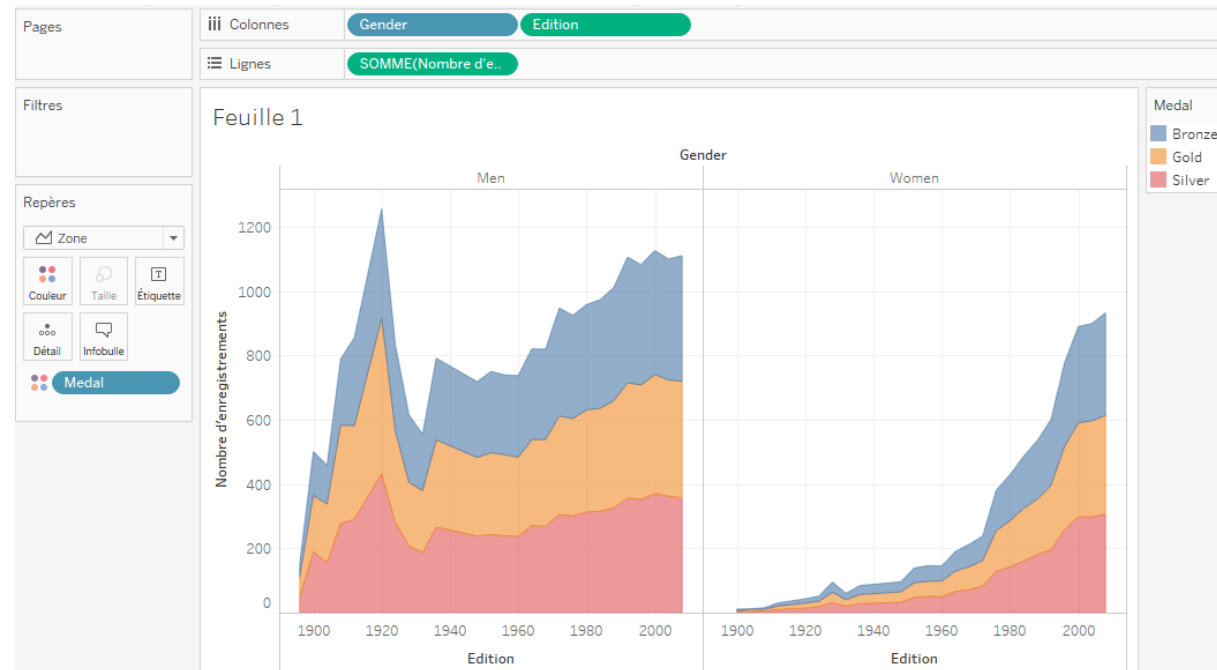 Pages
iii Colonnes
Gender
Edition
Lignes
SOMME(Nombre d'e..
Filtres
Repères
Zone
Couleur
Taille
Étiquette
Détail
Infobulle
Medal
Feuille 1
Gender
Men
Women
Nombre d'enregistrements
1200
1000
800
600
400
200
0
1900 1920 1940 1960 1980 2000
1900 1920 1940 1960 1980 2000
Edition
Edition
Medal
Bronze
Gold
Silver